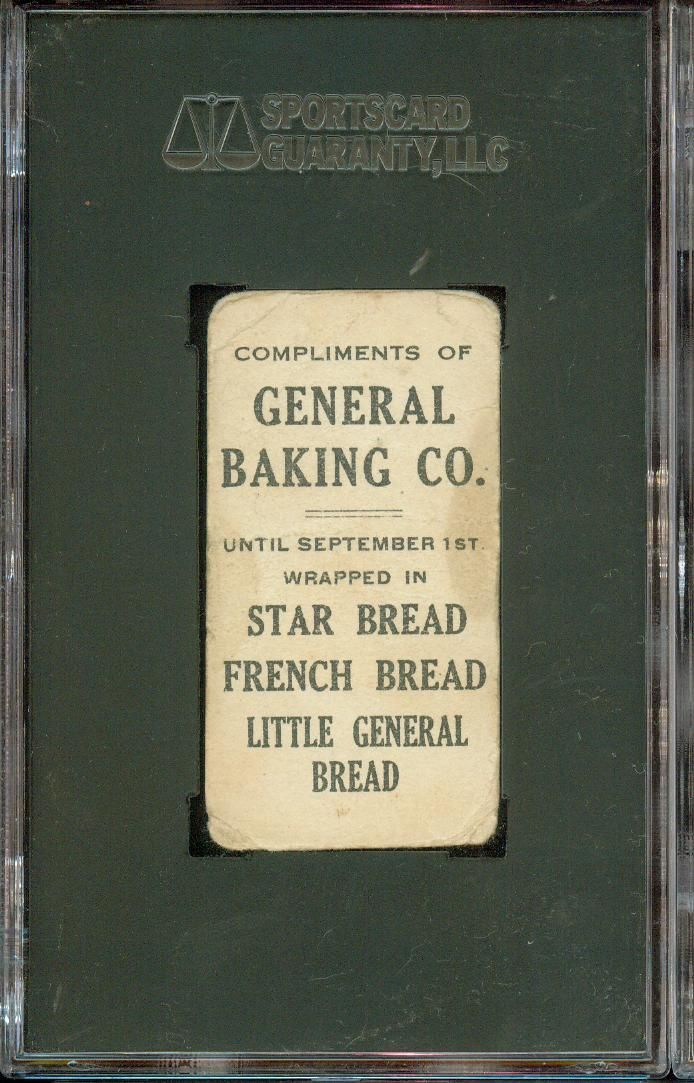 SPORTSCARD
GUARANTY, LLC
COMPLIMENTS OF
GENERAL
BAKING CO.
UNTIL SEPTEMBER 1ST.
WRAPPED IN
STAR BREAD
FRENCH BREAD
LITTLE GENERAL
BREAD